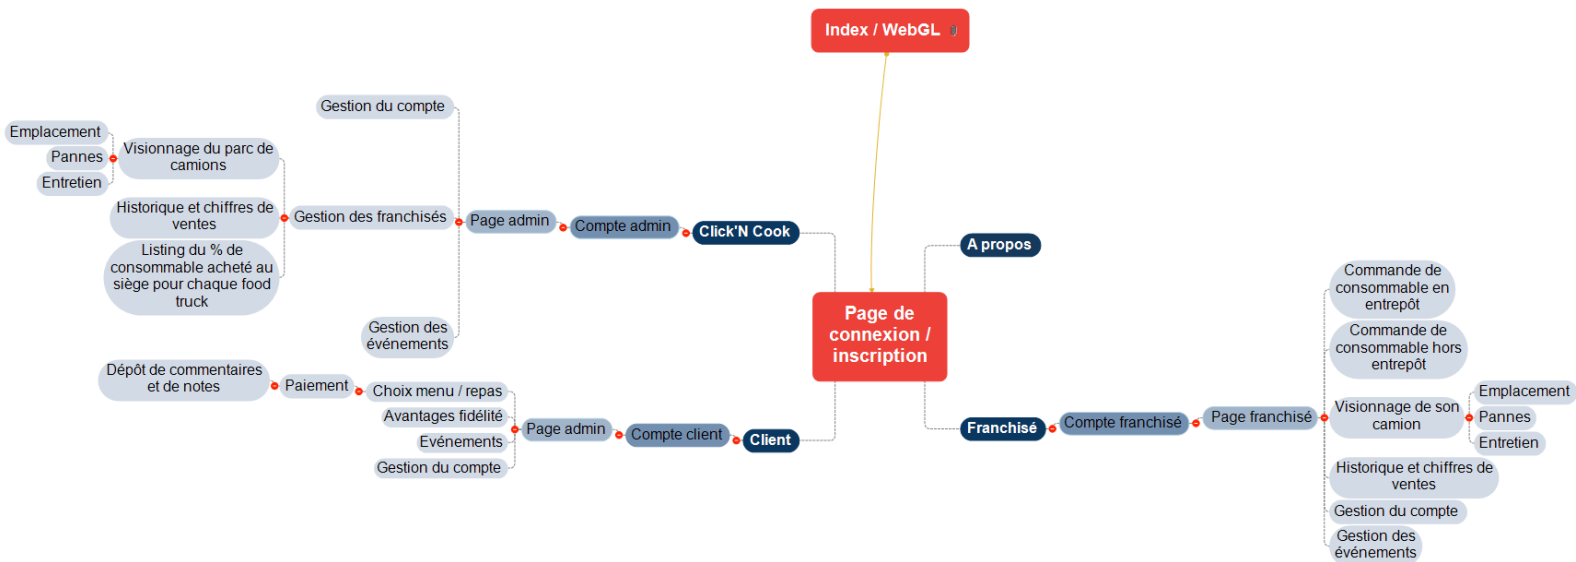 Index / WebGL
Gestion du compte
Emplacement
Pannes
Entretien
Visionnage du parc de
camions
Historique et chiffres de
ventes
Listing du % de
consommable acheté au
siège pour chaque food
truck
Gestion des franchisés
Page admin
Compte admin
Click'N Cook
Gestion des
événements
A propos
Page de
connexion /
inscription
Dépôt de commentaires
et de notes
Paiement
Choix menu / repas
Avantages fidélité
Evénements
Gestion du compte
Page admin
Compte client
Client
Franchisé
Compte franchisé
Page franchisé
Commande de
consommable en
entrepôt
Commande de
consommable hors
entrepôt
Visionnage de son
camion
Emplacement
Pannes
Entretien
Historique et chiffres de
ventes
Gestion du compte
Gestion des
événements